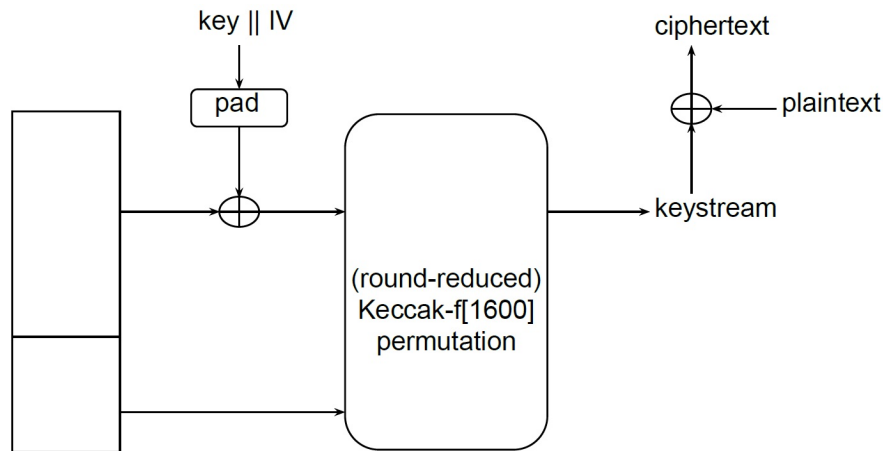 key || IV
pad
ciphertext
plaintext
keystream
(round-reduced)
Keccak-f[1600]
permutation